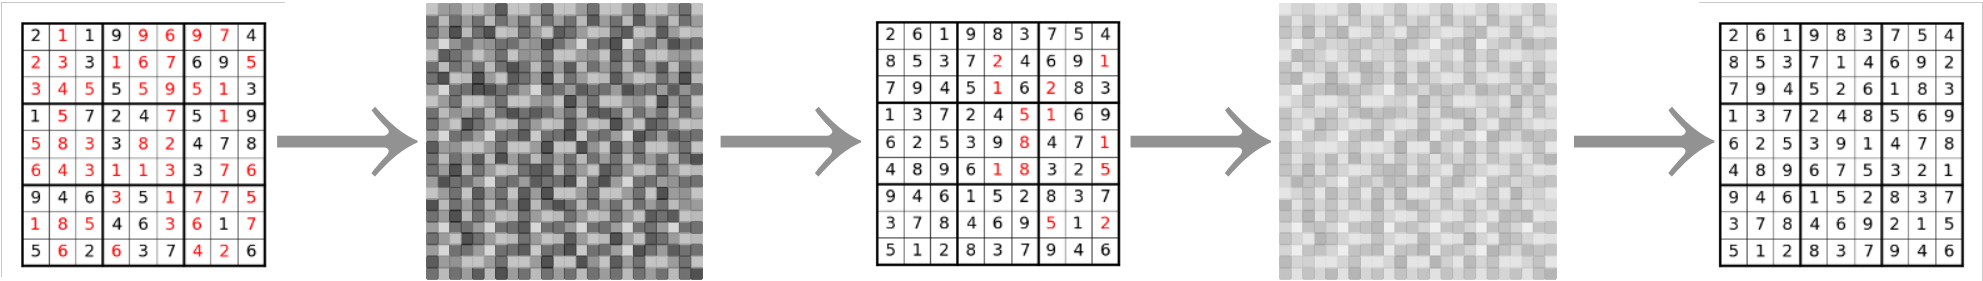 2 1 1 9 9 6 9 7 4
2 3 3 1 6 7 6 9 5
3 4 5 5 5 9 5 1 3
1 5 7 2 4 7 5 1 9
5 8 3 3 8 2 4 7 8
6 4 3 1 1 3 3 7 6
9 4 6 3 5 1 7 7 5
1 8 5 4 6 3 6 1 7
5 6 2 6 3 7 4 2 6
2 6 1 9 8 3 7 5 4
8 5 3 7 2 4 6 9 1
7 9 4 5 1 6 2 8 3
1 3 7 2 4 5 1 6 9
6 2 5 3 9 8 4 7 1
4 8 9 6 1 8 3 2 5
9 4 6 1 5 2 8 3 7
3 7 8 4 6 9 5 1 2
5 1 2 8 3 7 9 4 6
2 6 1 9 8 3 7 5 4
8 5 3 7 1 4 6 9 2
7 9 4 5 2 6 1 8 3
1 3 7 2 4 8 5 6 9
6 2 5 3 9 1 4 7 8
4 8 9 6 7 5 3 2 1
9 4 6 1 5 2 8 3 7
3 7 8 4 6 9 2 1 5
5 1 2 8 3 7 9 4 6